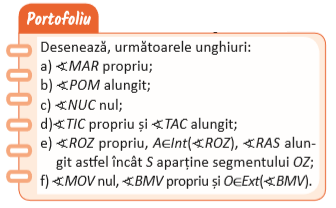 Portofoliu
Desenează, următoarele unghiuri:
a) ∢MAR propriu;
b) ∢POM alungit;
c) ∢NUC nul;
d)∢TIC propriu și ∢TAC alungit;
e) ∢ROZ propriu, A∈Int(∢ROZ), ∢RAS alun-
git astfel încât S aparține segmentului OZ;
f) ∢MOV nul, ∢BMV propriu și O∈Ext(∢BMV).